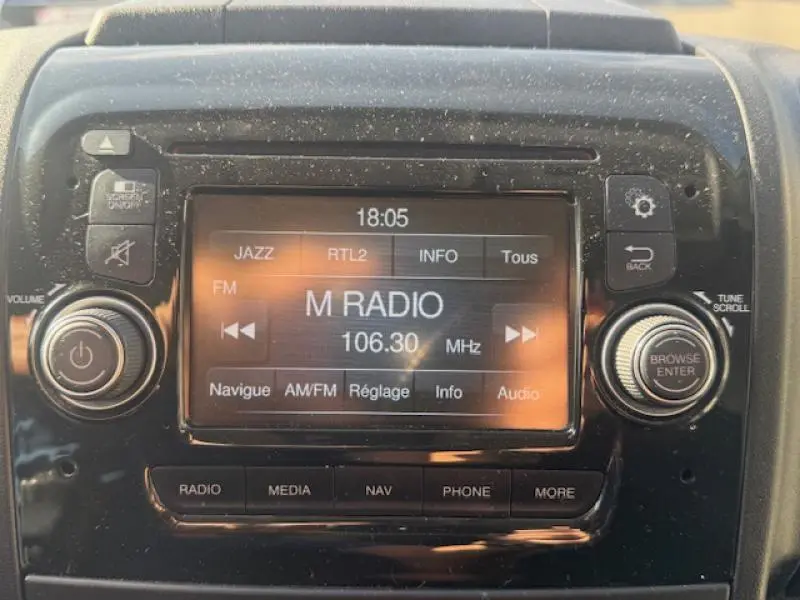 18:05
SCREEN
ON/OFF
JAZZ RTL2 INFO Tous
BACK
FM
M RADIO
106.30 MHz
VOLUME
TUNE
SCROLL
BROWSE
ENTER
Navigue AM/FM Réglage Info Audio
RADIO MEDIA NAV PHONE MORE